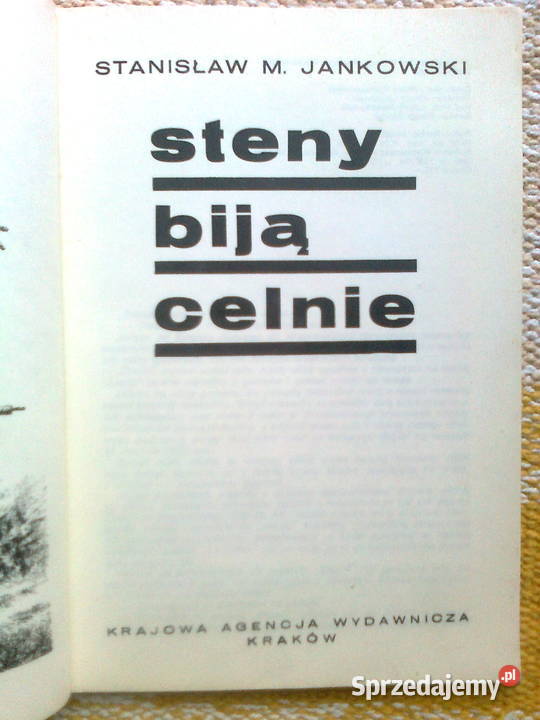 STANISŁAW M. JANKOWSKI
steny
biją
celnie
KRAJOWA AGENCJA WYDAWNICZA
KRAKÓW
Sprzedajemy.pl